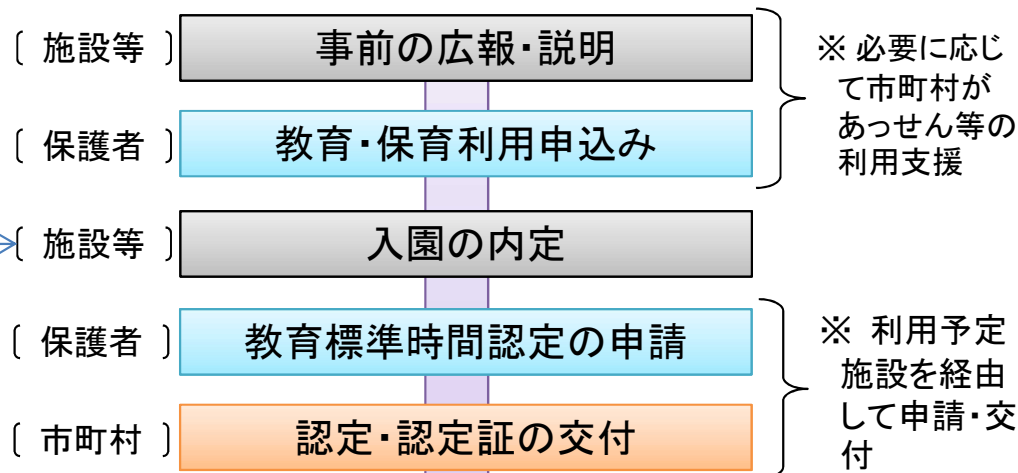 〔 施設等 〕 事前の広報・説明
※ 必要に応じ
て市町村が
あっせん等の
利用支援
〔 保護者 〕 教育・保育利用申込み
〔 施設等 〕 入園の内定
〔 保護者 〕 教育標準時間認定の申請
※ 利用予定
施設を経由
して申請・交
付
〔 市町村 〕 認定・認定証の交付